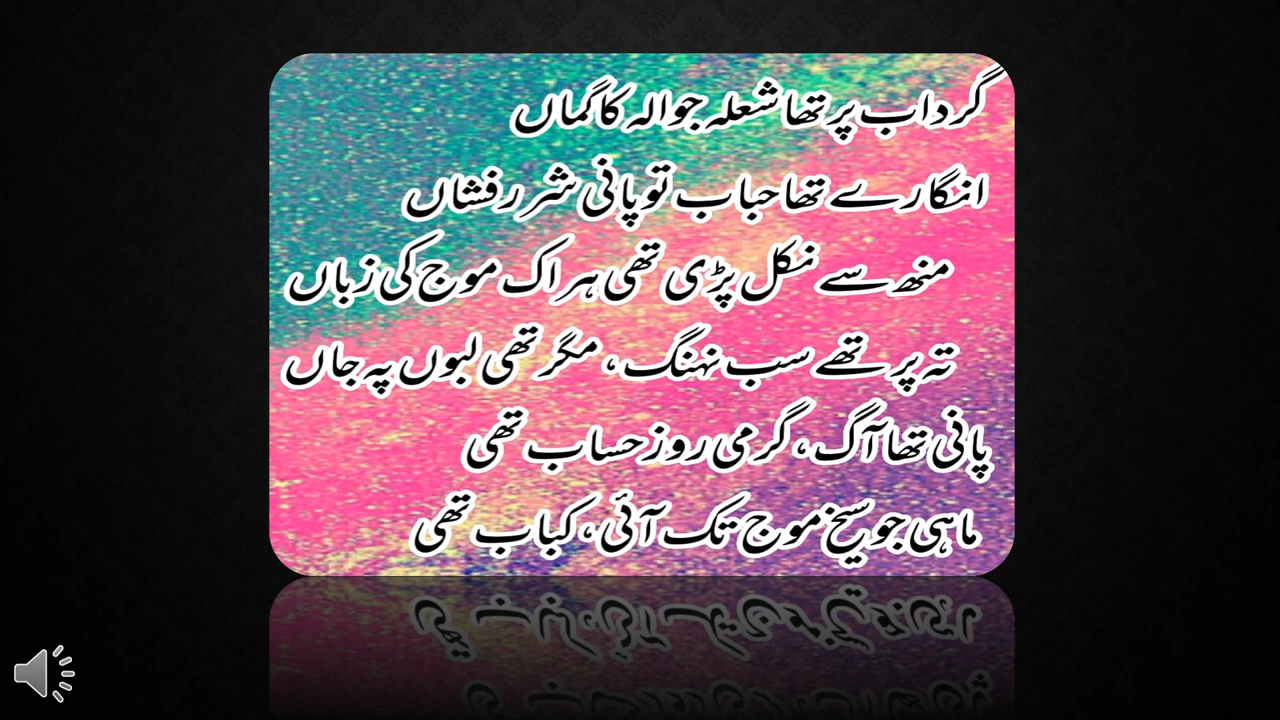 گرداب پر تھا شعلہ جوالہ کا گماں
انگارے تھا حباب تو پانی شرر فشاں
منھ سے نکل پڑی تھی ہر اک موج کی زباں
تہ پر تھے سب نہنگ، مگر تھی لبوں پہ جاں
پانی تھا آگ، گرمی روز حساب تھی
ماہی جو سیخ موج تک آئی، کباب تھی